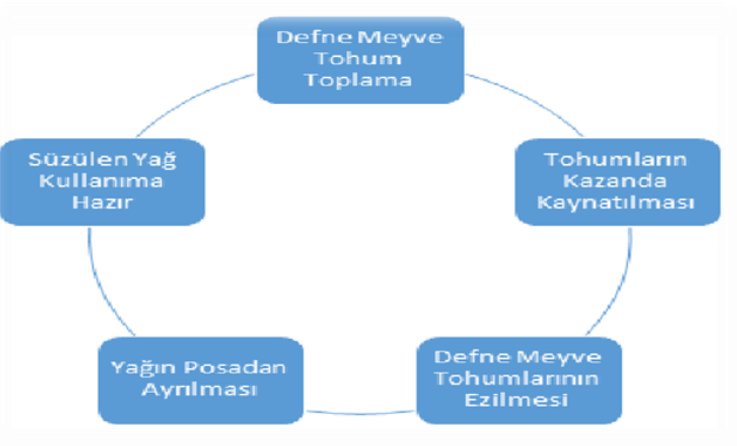 Defne Meyve
Tohum
Toplama
Tohumların
Kazanda
Kaynatılması
Defne Meyve
Tohumlarının
Ezilmesi
Yağın Posadan
Ayrılması
Süzülen Yağ
Kullanıma
Hazır